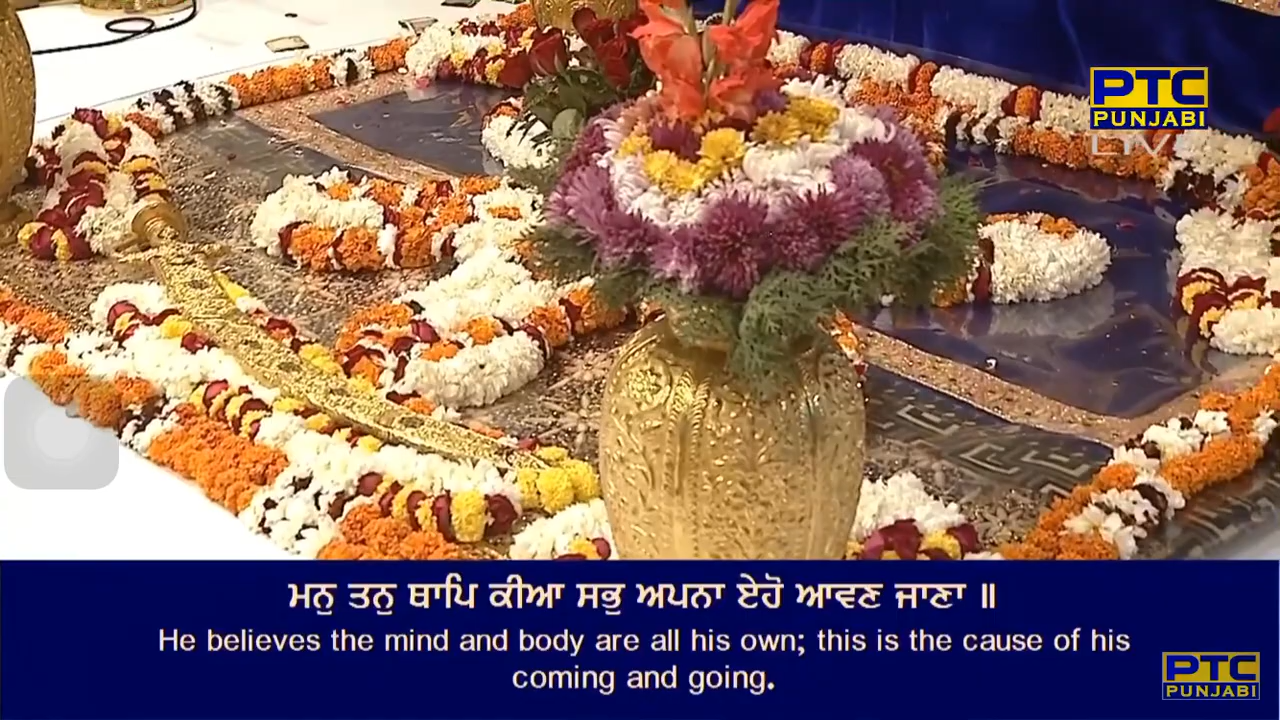 PTC
PUNJABI
LIVE
ਮਨੁ ਤਨੁ ਥਾਪਿ ਕੀਆ ਸਭੁ ਅਪਨਾ ਏਹੋ ਆਵਣ ਜਾਣਾ ॥
He believes the mind and body are all his own; this is the cause of his
coming and going.
PTC
PUNJABI